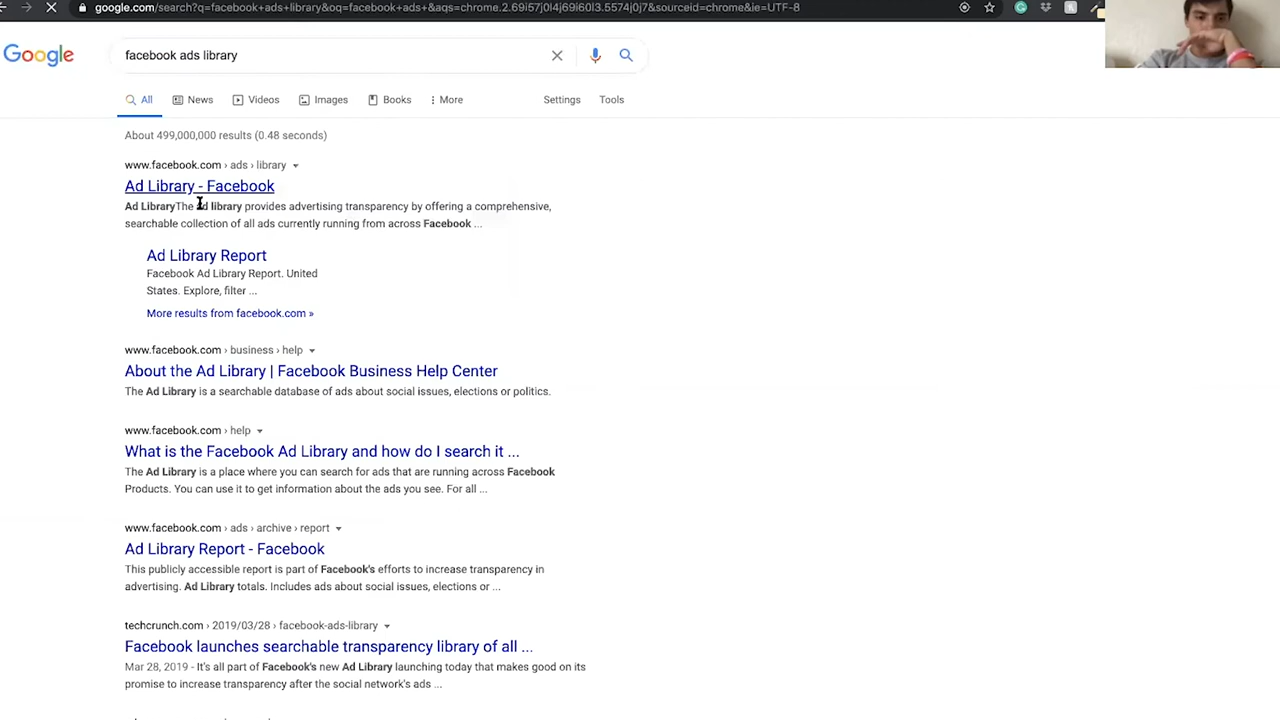 google.com/search?q=facebook+ads+library&oq=facebook+ads+&aqs=chrome.2.69i57j0l4j69i60l3.5574j0j7&sourceid=chrome&ie=UTF-8
Google
facebook ads library
All
News
Videos
Images
Books
More
Settings
Tools
About 499,000,000 results (0.48 seconds)
www.facebook.com › ads › library
Ad Library - Facebook
Ad LibraryThe ad library provides advertising transparency by offering a comprehensive,
searchable collection of all ads currently running from across Facebook ...
Ad Library Report
Facebook Ad Library Report. United
States. Explore, filter ...
More results from facebook.com »
www.facebook.com › business › help
About the Ad Library | Facebook Business Help Center
The Ad Library is a searchable database of ads about social issues, elections or politics.
www.facebook.com › help
What is the Facebook Ad Library and how do I search it ...
The Ad Library is a place where you can search for ads that are running across Facebook
Products. You can use it to get information about the ads you see. For all ...
www.facebook.com › ads › archive › report
Ad Library Report - Facebook
This publicly accessible report is part of Facebook's efforts to increase transparency in
advertising. Ad Library totals. Includes ads about social issues, elections or ...
techcrunch.com › 2019/03/28 › facebook-ads-library
Facebook launches searchable transparency library of all ...
Mar 28, 2019 - It's all part of Facebook's new Ad Library launching today that makes good on its
promise to increase transparency after the social network's ads ...